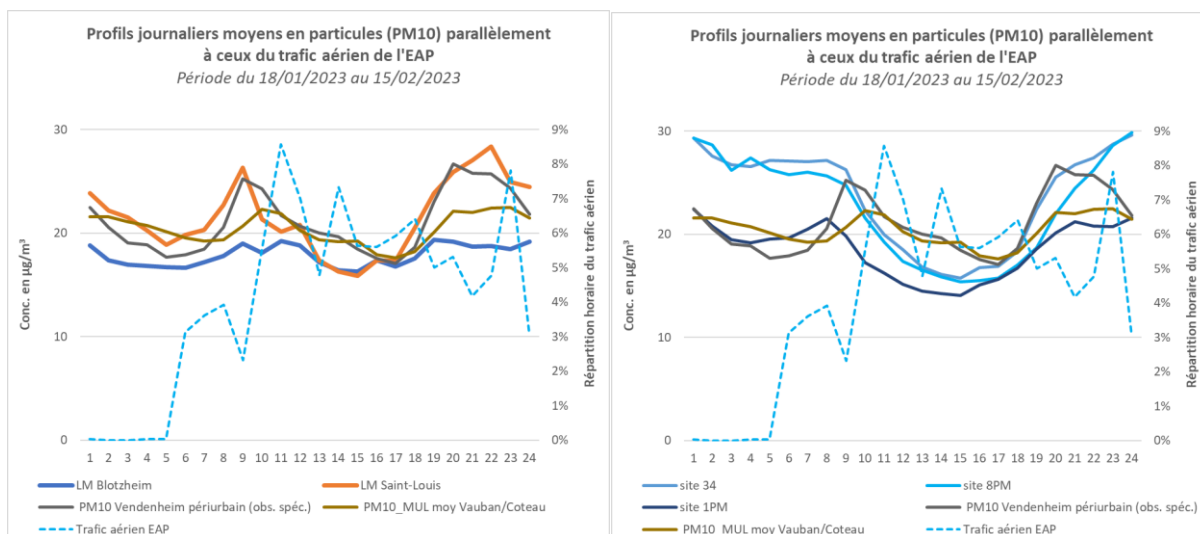 Profils journaliers moyens en particules (PM10) parallèlement
à ceux du trafic aérien de l'EAP
Période du 18/01/2023 au 15/02/2023
Conc. en µg/m³
30
20
10
0
9%
8%
7%
6%
5%
4%
3%
2%
1%
0%
Répartition horaire du trafic aérien
1 2 3 4 5 6 7 8 9 10 11 12 13 14 15 16 17 18 19 20 21 22 23 24
LM Blotzheim
LM Saint-Louis
PM10 Vendenheim périurbain (obs. spéc.)
PM10_MUL moy Vauban/Coteau
Trafic aérien EAP
Profils journaliers moyens en particules (PM10) parallèlement
à ceux du trafic aérien de l'EAP
Période du 18/01/2023 au 15/02/2023
Conc. en µg/m³
30
20
10
0
9%
8%
7%
6%
5%
4%
3%
2%
1%
0%
Répartition horaire du trafic aérien
1 2 3 4 5 6 7 8 9 10 11 12 13 14 15 16 17 18 19 20 21 22 23 24
site 34
site 8PM
site 1PM
PM10 Vendenheim périurbain (obs. spéc.)
PM10_MUL moy Vauban/Coteau
Trafic aérien EAP